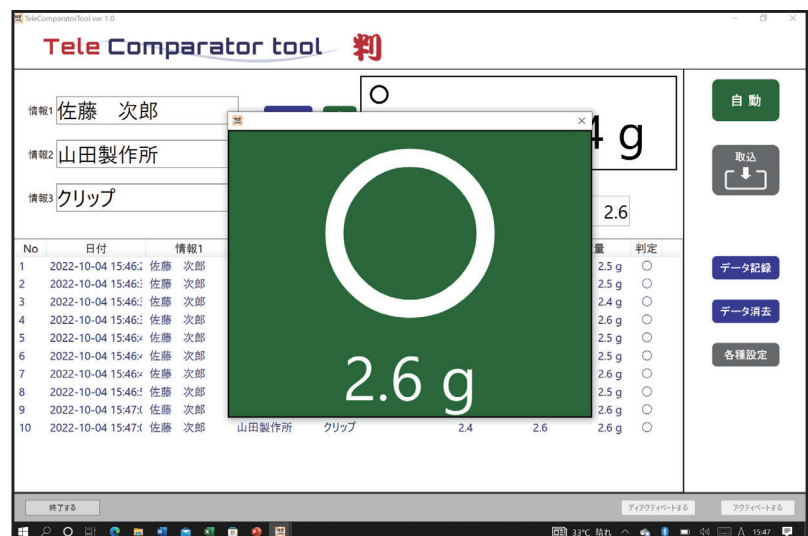 TeleComparatorTool ver 1.0
Tele Comparator tool 判
情報1 佐藤 次郎
情報2 山田製作所
情報3 クリップ
4 g
2.6
自動
取込
データ記録
データ消去
各種設定
2.6 g
No 日付 情報1 量 判定
1 2022-10-04 15:46:2 佐藤 次郎 2.5 g ○
2 2022-10-04 15:46: 佐藤 次郎 2.5 g ○
3 2022-10-04 15:46: 佐藤 次郎 2.4 g ○
4 2022-10-04 15:46: 佐藤 次郎 2.6 g ○
5 2022-10-04 15:46: 佐藤 次郎 2.5 g ○
6 2022-10-04 15:46: 佐藤 次郎 2.5 g ○
7 2022-10-04 15:46: 佐藤 次郎 2.6 g ○
8 2022-10-04 15:46: 佐藤 次郎 2.5 g ○
9 2022-10-04 15:47:0 佐藤 次郎 2.6 g ○
10 2022-10-04 15:47:0 佐藤 次郎 山田製作所 クリップ 2.4 2.6 2.6 g ○
終了する
ディアクティベートする
アクティベートする
33°C 晴れ
A
15:47